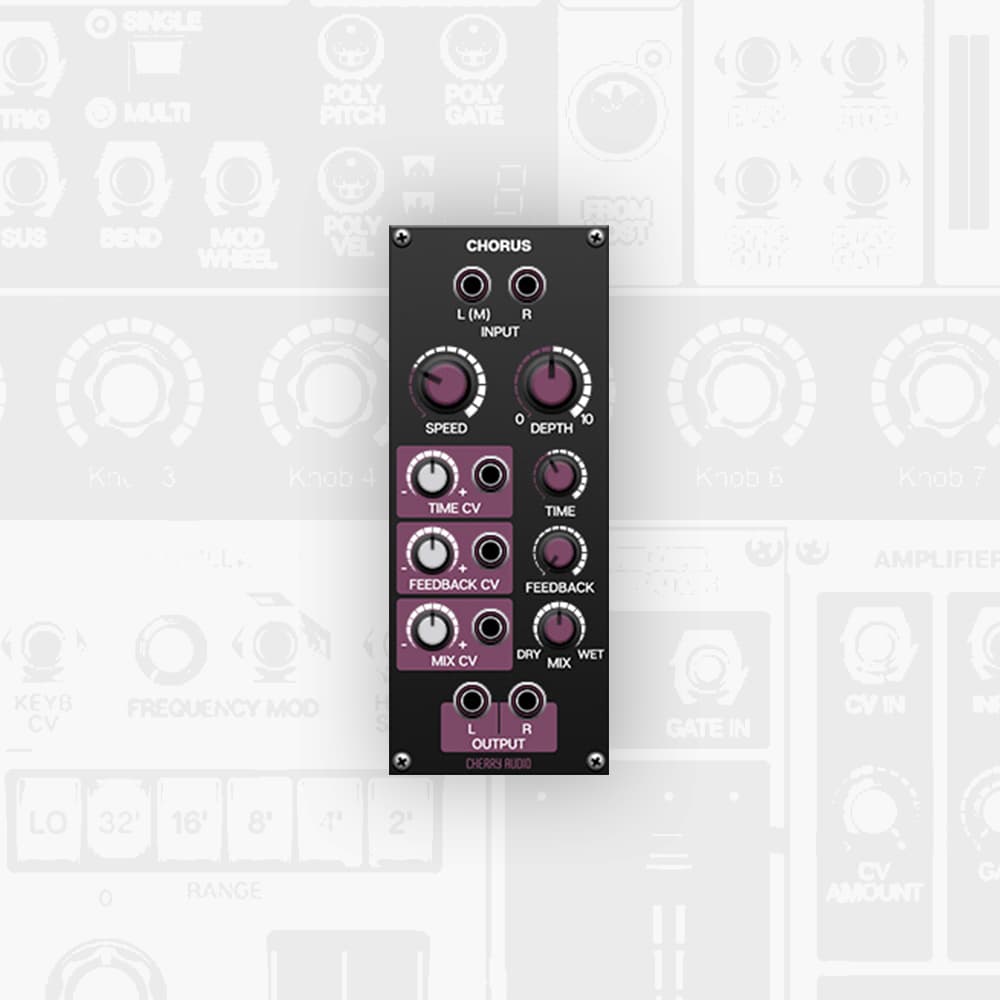 SINGLE
TRIG
MULTI
POLY
PITCH
POLY
GATE
SUS
BEND
MOD
WHEEL
POLY
VEL
FROM
CHORUS
L (M) R
INPUT
SPEED
0 DEPTH 10
- +
TIME CV
TIME
- +
FEEDBACK CV
FEEDBACK
- +
MIX CV
DRY MIX WET
L R
OUTPUT
CHERRY AUDIO
Knob 4
Knob 6
Knob 7
AMPLIFIER
KEYB
CV
FREQUENCY MOD
GATE IN
CV IN
LO 32' 16' 8' 4' 2'
0 RANGE
CV
AMOUNT